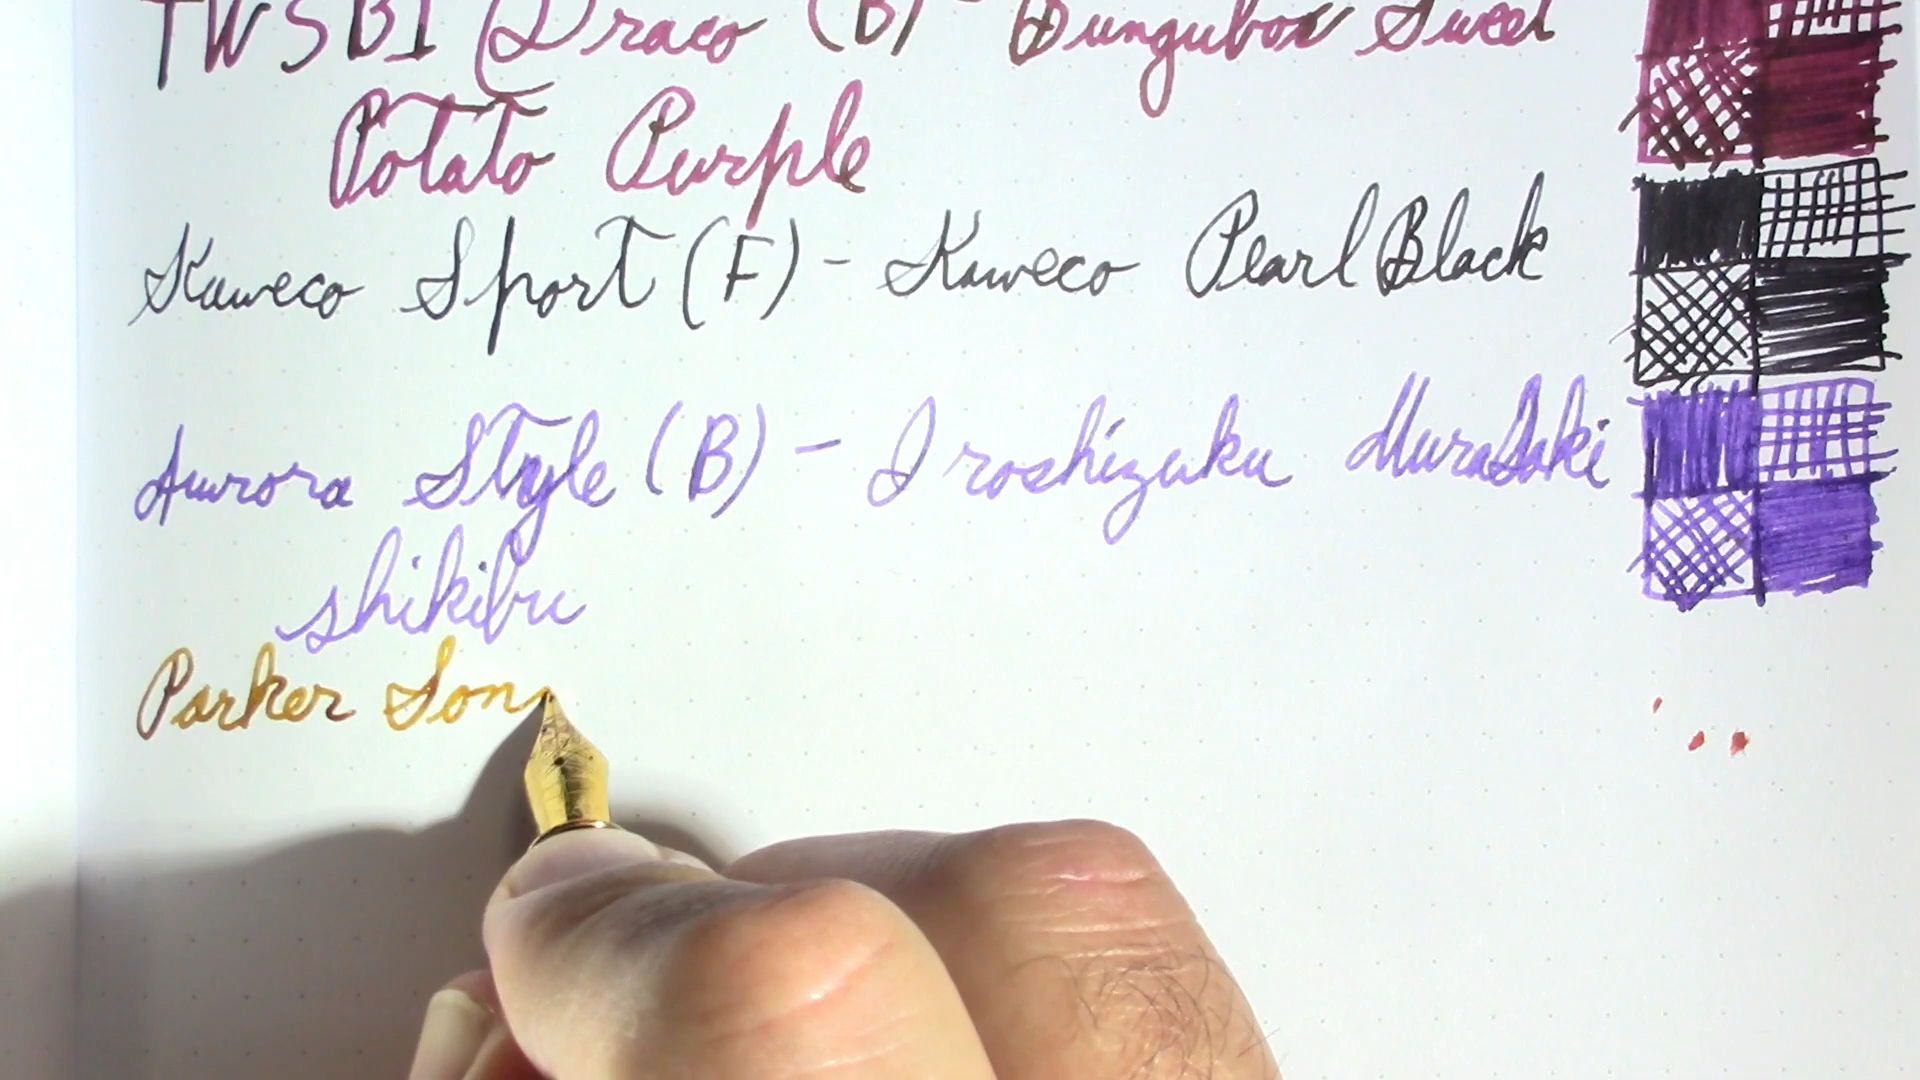 TWSBI Draco (B) - Bungubox Sweet
Potato Purple
Kaweco Sport (F) - Kaweco Pearl Black
Aurora Style (B) - Iroshizuku Murasaki
shikibu
Parker Son